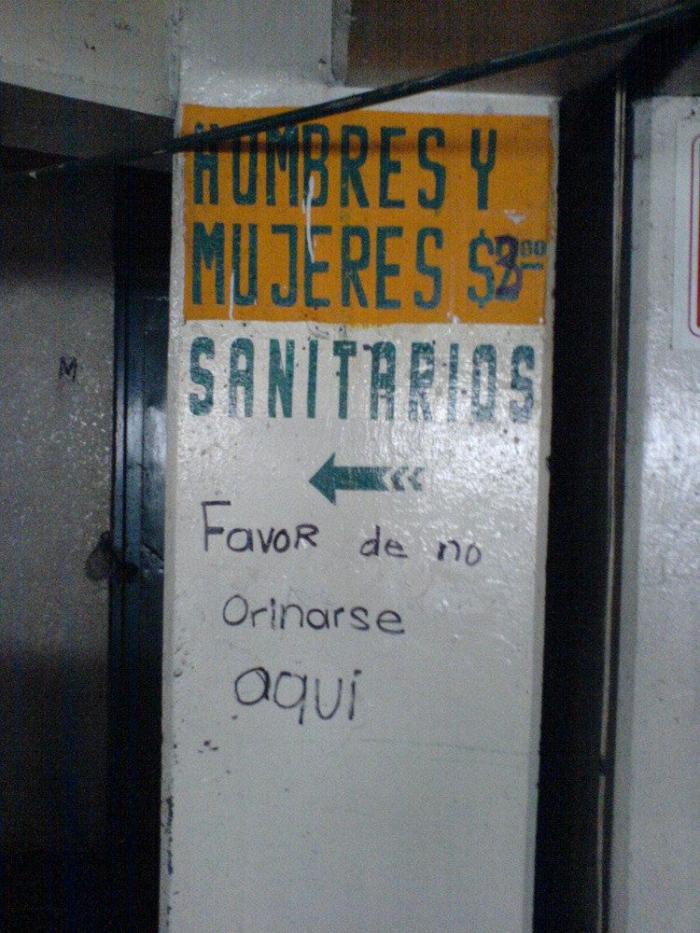 HOMBRES Y
MUJERES $3.00
SANITARIOS
Favor de no
orinarse
aqui
M